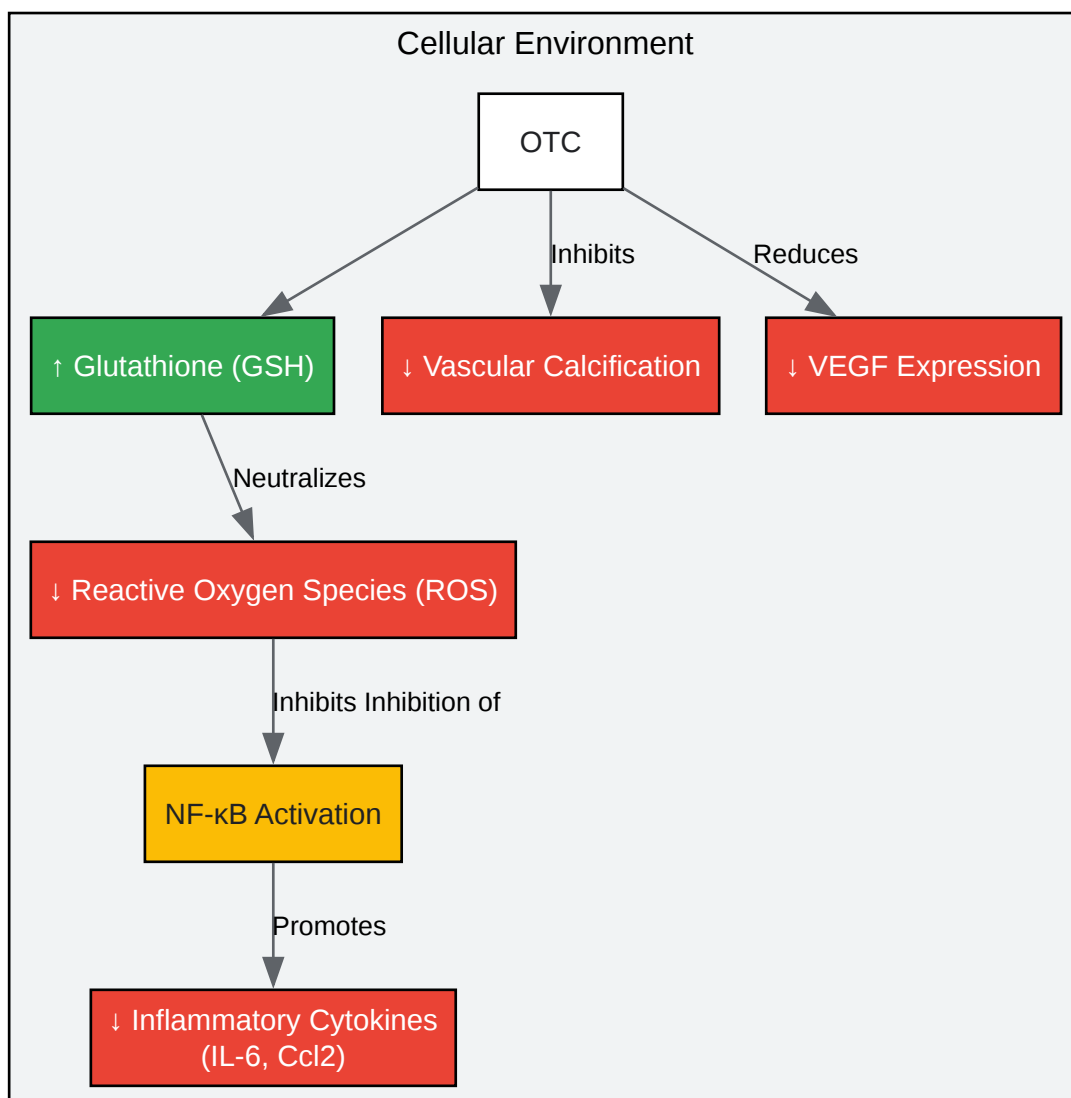 Cellular Environment
OTC
Inhibits
Reduces
↑ Glutathione (GSH)
↓ Vascular Calcification
↓ VEGF Expression
Neutralizes
↓ Reactive Oxygen Species (ROS)
Inhibits Inhibition of
NF-κB Activation
Promotes
↓ Inflammatory Cytokines
(IL-6, Ccl2)